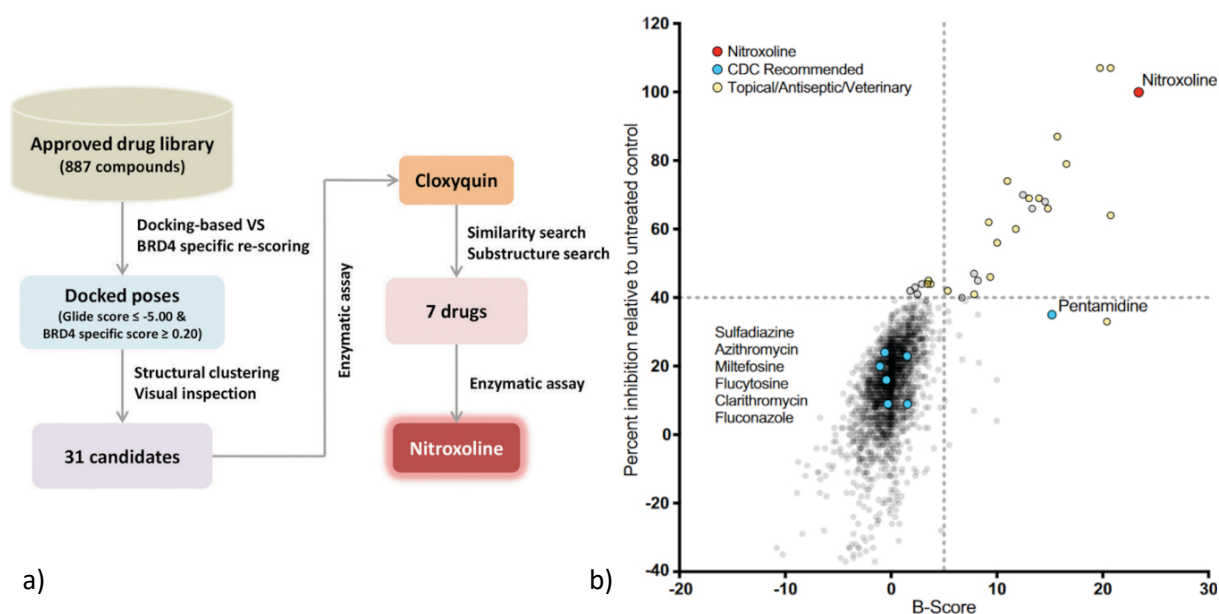 Approved drug library
(887 compounds)
Docking-based VS
BRD4 specific re-scoring
Docked poses
(Glide score ≤ -5.00 &
BRD4 specific score ≥ 0.20)
Structural clustering
Visual inspection
31 candidates
Enzymatic assay
Cloxyquin
Similarity search
Substructure search
7 drugs
Enzymatic assay
Nitroxoline
a)
b)
Percent inhibition relative to untreated control
120
100
80
60
40
20
0
-20
-40
Nitroxoline
CDC Recommended
Topical/Antiseptic/Veterinary
Nitroxoline
Pentamidine
Sulfadiazine
Azithromycin
Miltefosine
Flucytosine
Clarithromycin
Fluconazole
-20
-10
0
10
20
30
B-Score